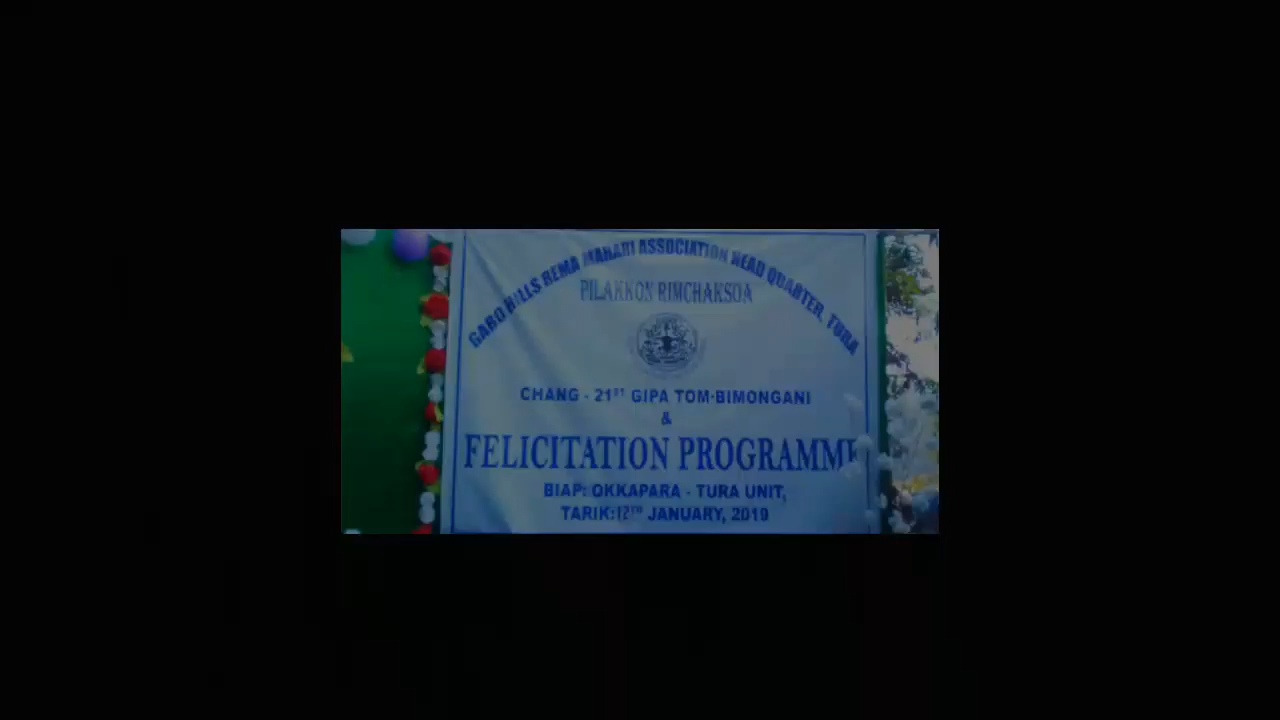 GARO HILLS REMA MAHARI ASSOCIATION HEAD QUARTER, TURA
PILAKKON RIMCHAKSOA
CHANG - 21ST GIPA TOM-BIMONGANI
&
FELICITATION PROGRAMME
BIAP: OKKAPARA - TURA UNIT,
TARIK:12TH JANUARY, 2019